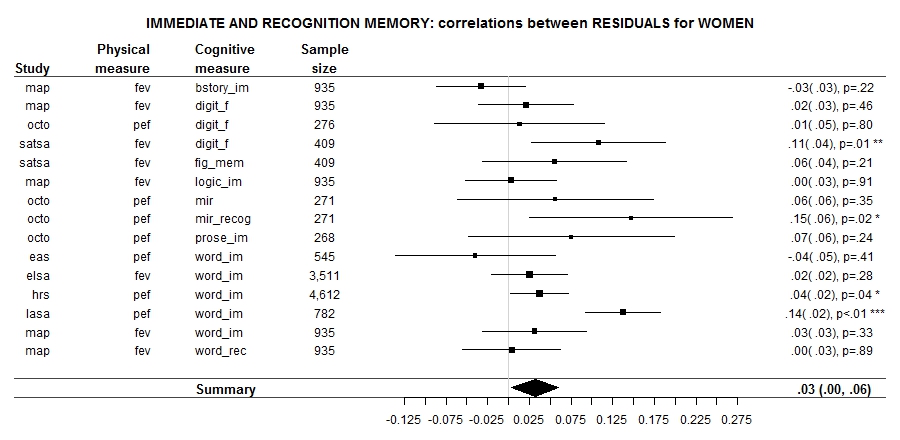 IMMEDIATE AND RECOGNITION MEMORY: correlations between RESIDUALS for WOMEN
Physical Cognitive Sample
Study measure measure size
map fev bstory_im 935 -.03( .03), p=.22
map fev digit_f 935 .02( .03), p=.46
octo pef digit_f 276 .01( .05), p=.80
satsa fev digit_f 409 .11( .04), p=.01 **
satsa fev fig_mem 409 .06( .04), p=.21
map fev logic_im 935 .00( .03), p=.91
octo pef mir 271 .06( .06), p=.35
octo pef mir_recog 271 .15( .06), p=.02 *
octo pef prose_im 268 .07( .06), p=.24
eas pef word_im 545 -.04( .05), p=.41
elsa fev word_im 3,511 .02( .02), p=.28
hrs pef word_im 4,612 .04( .02), p=.04 *
lasa pef word_im 782 .14( .02), p<.01 ***
map fev word_im 935 .03( .03), p=.33
map fev word_rec 935 .00( .03), p=.89
Summary .03 (.00, .06)
-0.125 -0.075 -0.025 0.025 0.075 0.125 0.175 0.225 0.275